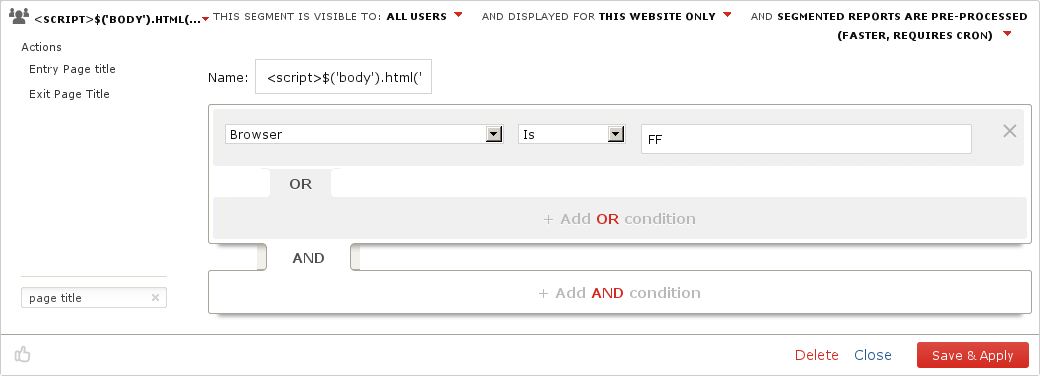 <SCRIPT>$('BODY').HTML(... THIS SEGMENT IS VISIBLE TO: ALL USERS AND DISPLAYED FOR THIS WEBSITE ONLY AND SEGMENTED REPORTS ARE PRE-PROCESSED
(FASTER, REQUIRES CRON)
Actions
Entry Page title
Exit Page Title
Name: <script>$('body').html('
Browser Is FF
OR
+ Add OR condition
AND
+ Add AND condition
page title
Delete Close Save & Apply